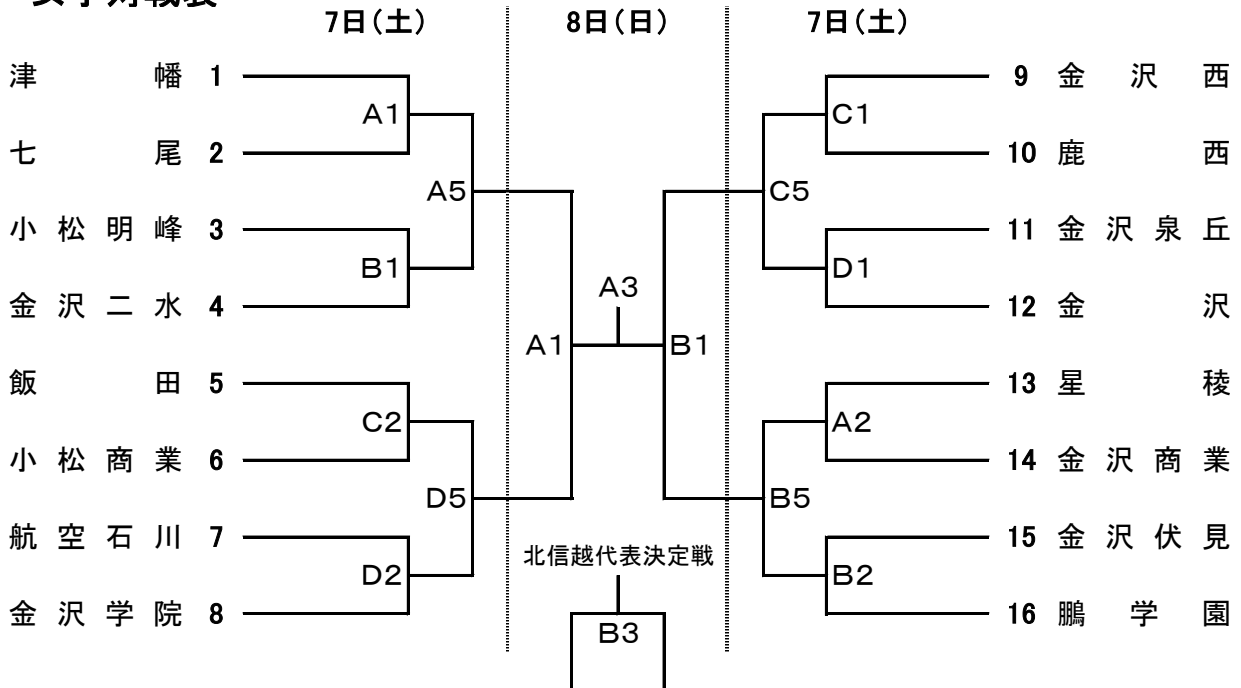 女子対戦表
7日（土） 8日（日） 7日（土）
津幡 1 9 金沢西
A1 C1
七尾 2 10 鹿西
A5 C5
小松明峰 3 11 金沢泉丘
B1 D1
A3
金沢二水 4 12 金沢
A1 B1
飯田 5 13 星稜
C2 A2
小松商業 6 14 金沢商業
D5 B5
航空石川 7 15 金沢伏見
北信越代表決定戦
D2 B2
金沢学院 8 16 鵬学園
B3